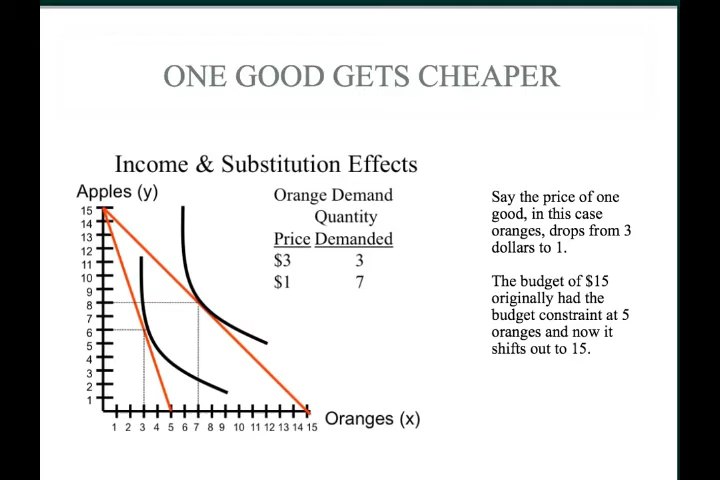 ONE GOOD GETS CHEAPER
Income & Substitution Effects
Apples (y)
15
14
13
12
11
10
9
8
7
6
5
4
3
2
1
1 2 3 4 5 6 7 8 9 10 11 12 13 14 15
Oranges (x)
Orange Demand
Quantity
Price Demanded
$3 3
$1 7
Say the price of one
good, in this case
oranges, drops from 3
dollars to 1.
The budget of $15
originally had the
budget constraint at 5
oranges and now it
shifts out to 15.